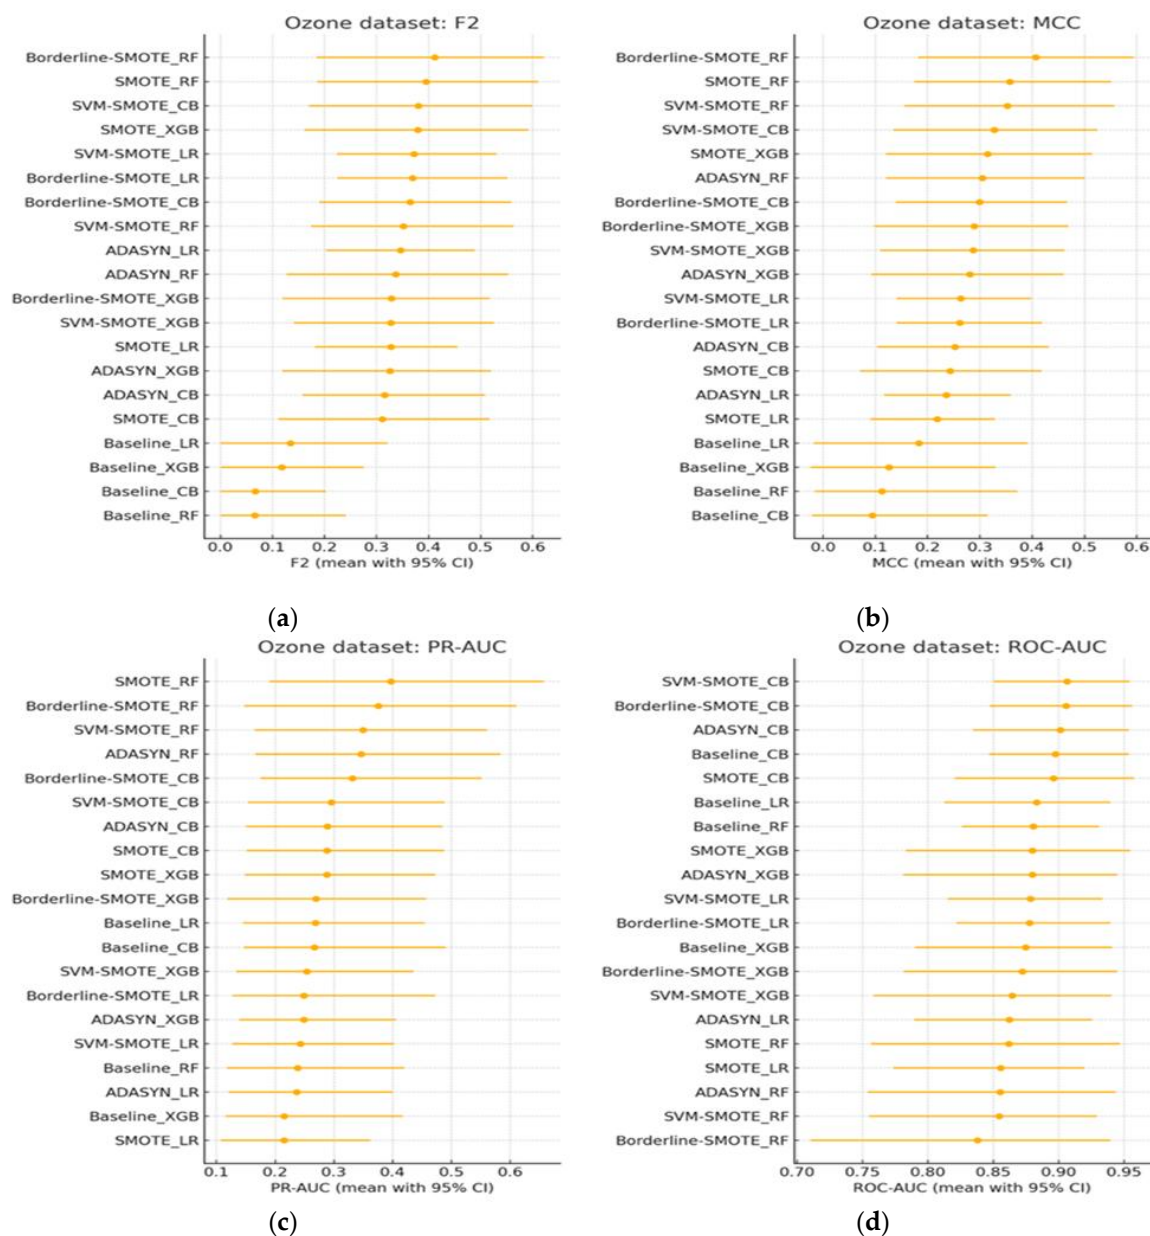 Ozone dataset: F2
Borderline-SMOTE_RF
SMOTE_RF
SVM-SMOTE_CB
SMOTE_XGB
SVM-SMOTE_LR
Borderline-SMOTE_LR
Borderline-SMOTE_CB
SVM-SMOTE_RF
ADASYN_LR
ADASYN_RF
Borderline-SMOTE_XGB
SVM-SMOTE_XGB
SMOTE_LR
ADASYN_XGB
ADASYN_CB
SMOTE_CB
Baseline_LR
Baseline_XGB
Baseline_CB
Baseline_RF
0.0 0.1 0.2 0.3 0.4 0.5 0.6
F2 (mean with 95% CI)
(a)
Ozone dataset: MCC
Borderline-SMOTE_RF
SMOTE_RF
SVM-SMOTE_RF
SVM-SMOTE_CB
SMOTE_XGB
ADASYN_RF
Borderline-SMOTE_CB
Borderline-SMOTE_XGB
SVM-SMOTE_XGB
ADASYN_XGB
SVM-SMOTE_LR
Borderline-SMOTE_LR
ADASYN_CB
SMOTE_CB
ADASYN_LR
SMOTE_LR
Baseline_LR
Baseline_XGB
Baseline_RF
Baseline_CB
0.0 0.1 0.2 0.3 0.4 0.5 0.6
MCC (mean with 95% CI)
(b)
Ozone dataset: PR-AUC
SMOTE_RF
Borderline-SMOTE_RF
SVM-SMOTE_RF
ADASYN_RF
Borderline-SMOTE_CB
SVM-SMOTE_CB
ADASYN_CB
SMOTE_CB
SMOTE_XGB
Borderline-SMOTE_XGB
Baseline_LR
Baseline_CB
SVM-SMOTE_XGB
Borderline-SMOTE_LR
ADASYN_XGB
SVM-SMOTE_LR
Baseline_RF
ADASYN_LR
Baseline_XGB
SMOTE_LR
0.1 0.2 0.3 0.4 0.5 0.6
PR-AUC (mean with 95% CI)
(c)
Ozone dataset: ROC-AUC
SVM-SMOTE_CB
Borderline-SMOTE_CB
ADASYN_CB
Baseline_CB
SMOTE_CB
Baseline_LR
Baseline_RF
SMOTE_XGB
ADASYN_XGB
SVM-SMOTE_LR
Borderline-SMOTE_LR
Baseline_XGB
Borderline-SMOTE_XGB
SVM-SMOTE_XGB
ADASYN_LR
SMOTE_RF
SMOTE_LR
ADASYN_RF
SVM-SMOTE_RF
Borderline-SMOTE_RF
0.70 0.75 0.80 0.85 0.90 0.95
ROC-AUC (mean with 95% CI)
(d)